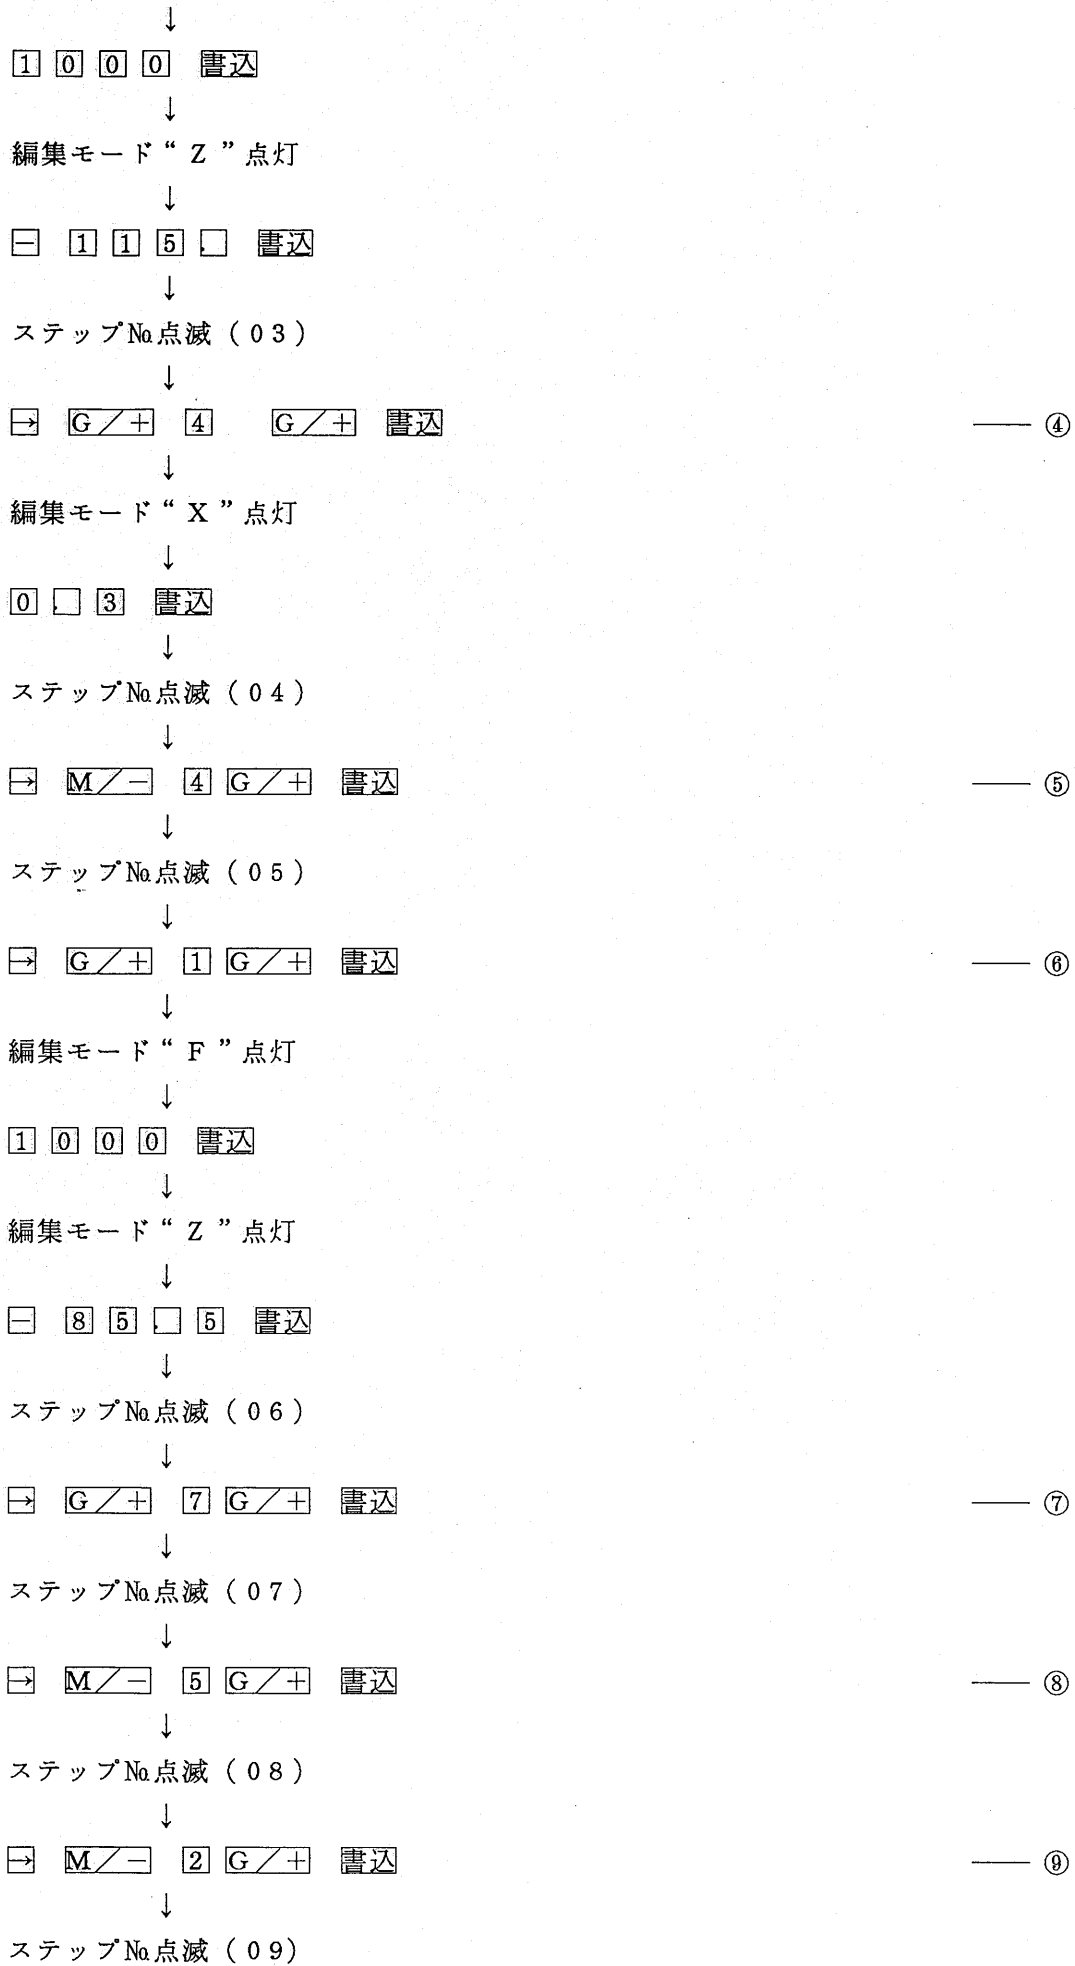 ↓
1 0 0 0 書込
↓
編集モード“Z”点灯
↓
－ 1 1 5 . 書込
↓
ステップ№点滅（03）
↓
→ G／＋ 4 G／＋ 書込 —— ④
↓
編集モード“X”点灯
↓
0 . 3 書込
↓
ステップ№点滅（04）
↓
→ M／－ 4 G／＋ 書込 —— ⑤
↓
ステップ№点滅（05）
↓
→ G／＋ 1 G／＋ 書込 —— ⑥
↓
編集モード“F”点灯
↓
1 0 0 0 書込
↓
編集モード“Z”点灯
↓
－ 8 5 . 5 書込
↓
ステップ№点滅（06）
↓
→ G／＋ 7 G／＋ 書込 —— ⑦
↓
ステップ№点滅（07）
↓
→ M／－ 5 G／＋ 書込 —— ⑧
↓
ステップ№点滅（08）
↓
→ M／－ 2 G／＋ 書込 —— ⑨
↓
ステップ№点滅（09）